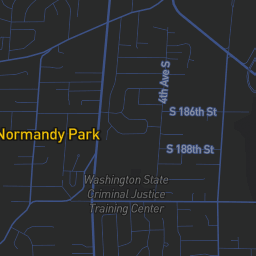 4th Ave S
S 186th St
Normandy Park
S 188th St
Washington State
Criminal Justice
Training Center